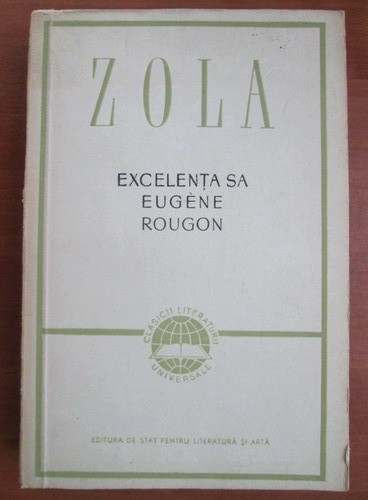 ZOLA
EXCELENȚA SA
EUGÈNE
ROUGON
CLASICII LITERATURII
UNIVERSALE
EDITURA DE STAT PENTRU LITERATURĂ ȘI ARTĂ